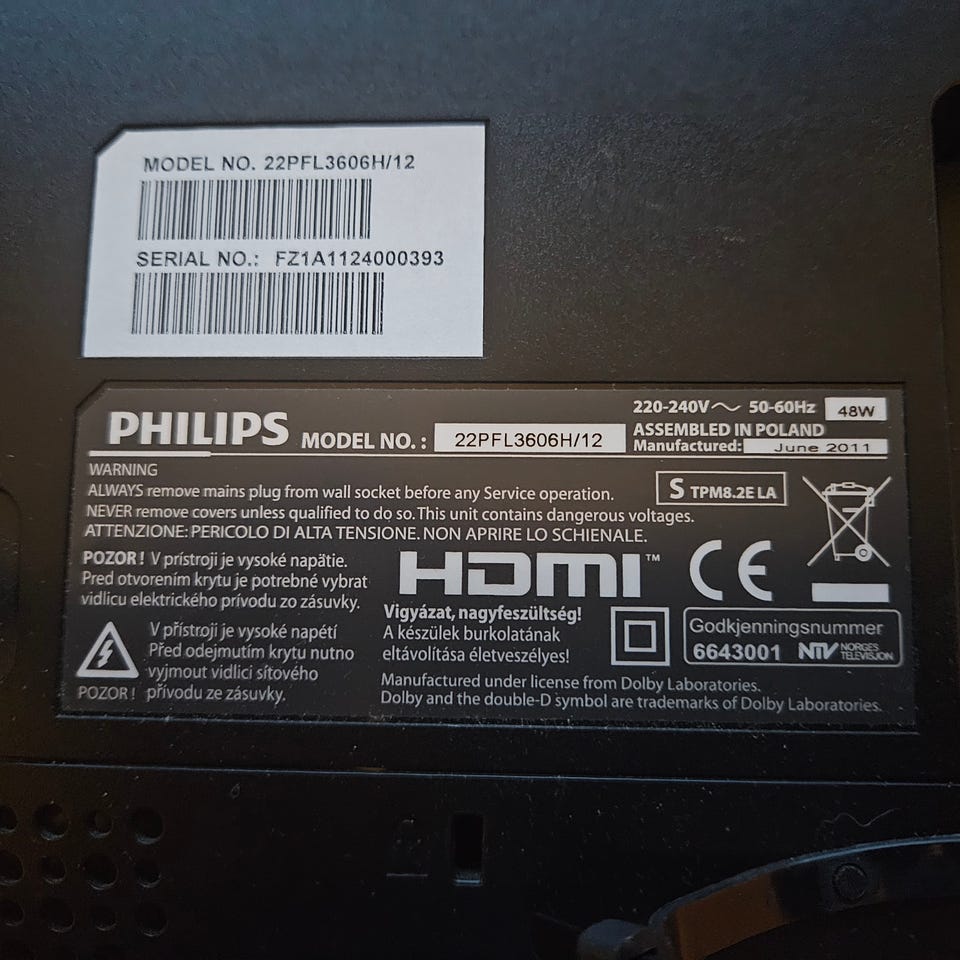 MODEL NO. 22PFL3606H/12
SERIAL NO.: FZ1A1124000393
PHILIPS MODEL NO. : 22PFL3606H/12
220-240V～ 50-60Hz 48W
ASSEMBLED IN POLAND
Manufactured: June 2011
WARNING
ALWAYS remove mains plug from wall socket before any Service operation.
NEVER remove covers unless qualified to do so. This unit contains dangerous voltages.
ATTENZIONE: PERICOLO DI ALTA TENSIONE. NON APRIRE LO SCHIENALE.
S TPM8.2E LA
POZOR ! V prístroji je vysoké napätie.
Pred otvorením krytu je potrebné vybrat
vidlicu elektrického prívodu zo zásuvky.
V přístroji je vysoké napětí
Před odejmutím krytu nutno
vyjmout vidlici síťového
POZOR ! přívodu ze zásuvky.
HDMI™
CE
Vigyázat, nagyfeszültség!
A készülek burkolatának
eltávolítása életveszélyes!
Godkjenningsnummer
6643001 NTV NORGES
TELEVISJON
Manufactured under license from Dolby Laboratories.
Dolby and the double-D symbol are trademarks of Dolby Laboratories.